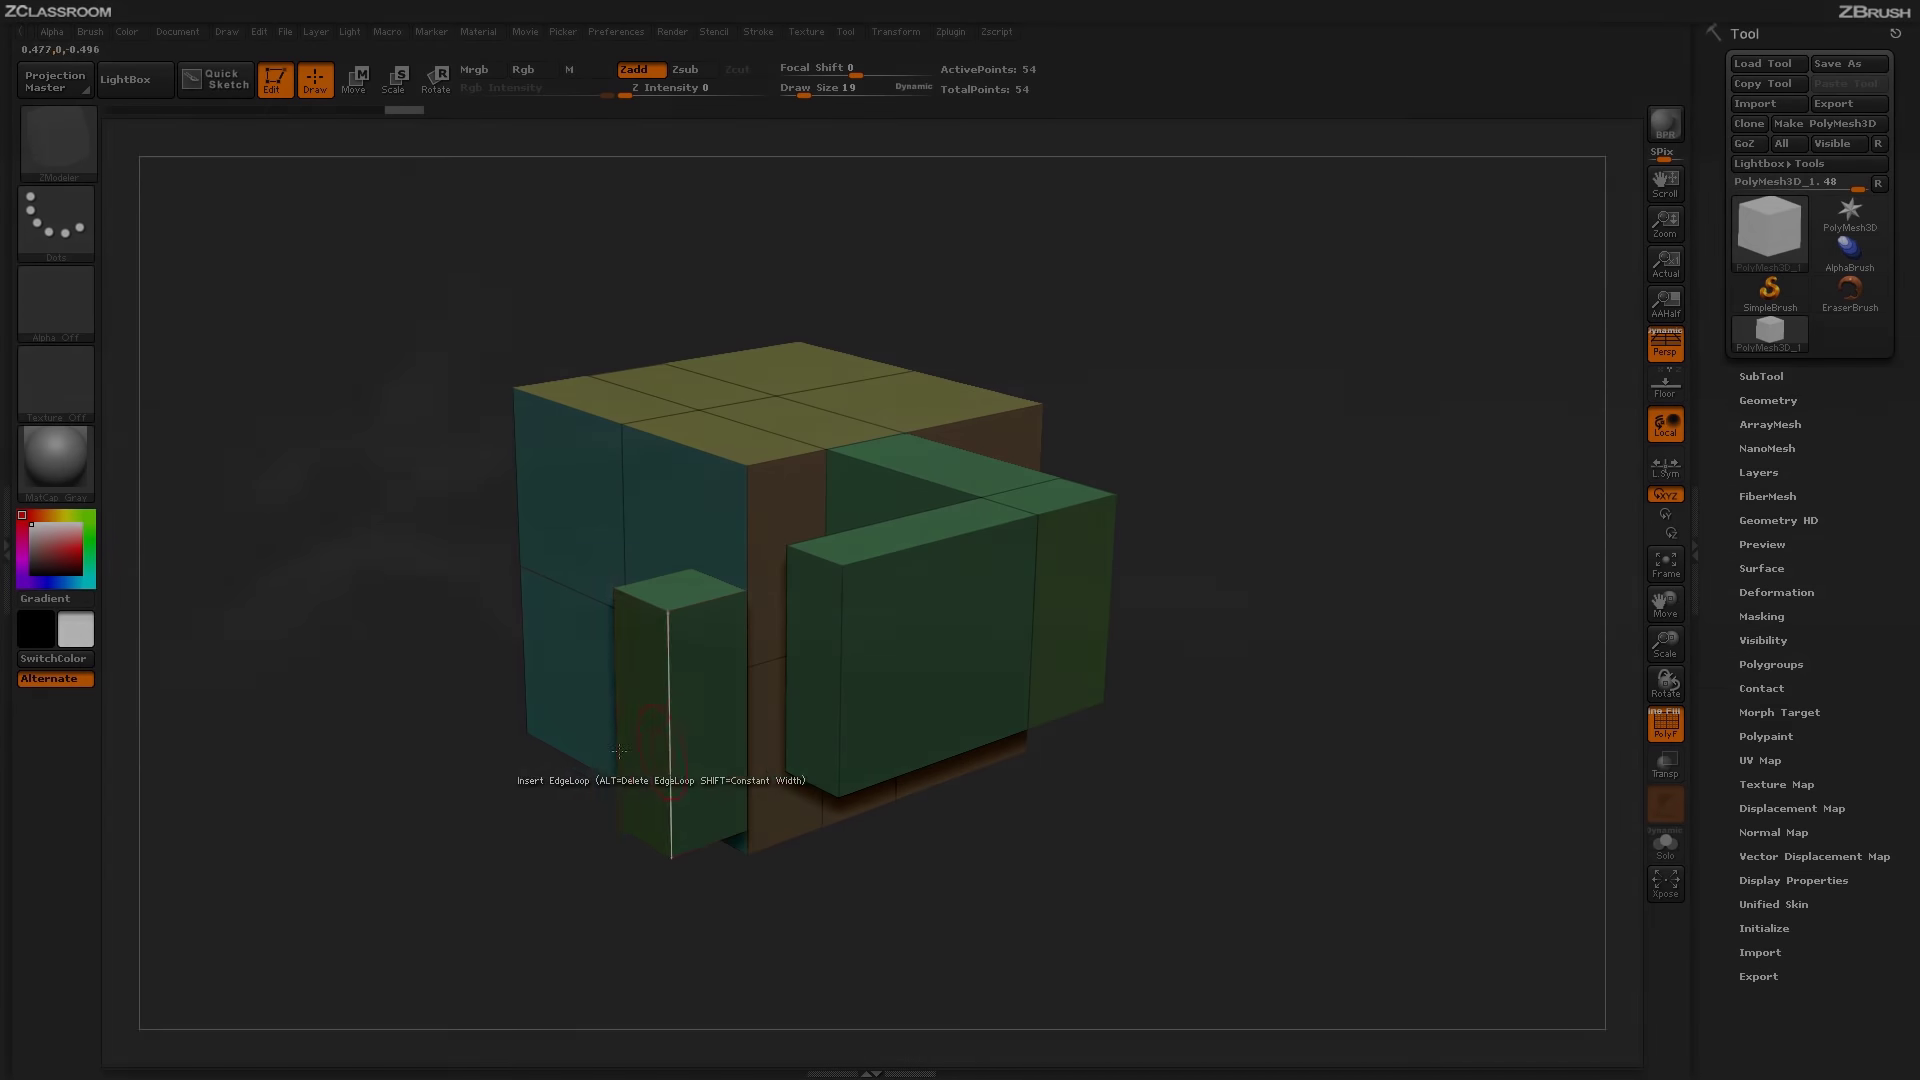 ZCLASSROOM
ZBRUSH
Alpha Brush Color Document Draw Edit File Layer Light Macro Marker Material Movie Picker Preferences Render Stencil Stroke Texture Tool Transform Zplugin Zscript
Tool
0.477,0,-0.496
Projection Master
LightBox
Quick Sketch
Edit
Draw
Move
Scale
Rotate
Mrgb Rgb M
Rgb Intensity
Zadd Zsub Zcut
Z Intensity 0
Focal Shift 0
Draw Size 19
Dynamic
ActivePoints: 54
TotalPoints: 54
ZModeler
Dots
Alpha Off
Texture Off
MatCap Gray
Gradient
SwitchColor
Alternate
Insert EdgeLoop (ALT=Delete EdgeLoop SHIFT=Constant Width)
BPR
SPix
Scroll
Zoom
Actual
AAHalf
Dynamic
Persp
Floor
Local
L.Sym
XYZ
Y
Z
Frame
Move
Scale
Rotate
Line Fill
PolyF
Transp
Dynamic
Solo
Xpose
Load Tool Save As
Copy Tool Paste Tool
Import Export
Clone Make PolyMesh3D
GoZ All Visible R
Lightbox▸Tools
PolyMesh3D_1. 48 R
PolyMesh3D_1
PolyMesh3D
AlphaBrush
SimpleBrush
EraserBrush
PolyMesh3D_1
SubTool
Geometry
ArrayMesh
NanoMesh
Layers
FiberMesh
Geometry HD
Preview
Surface
Deformation
Masking
Visibility
Polygroups
Contact
Morph Target
Polypaint
UV Map
Texture Map
Displacement Map
Normal Map
Vector Displacement Map
Display Properties
Unified Skin
Initialize
Import
Export